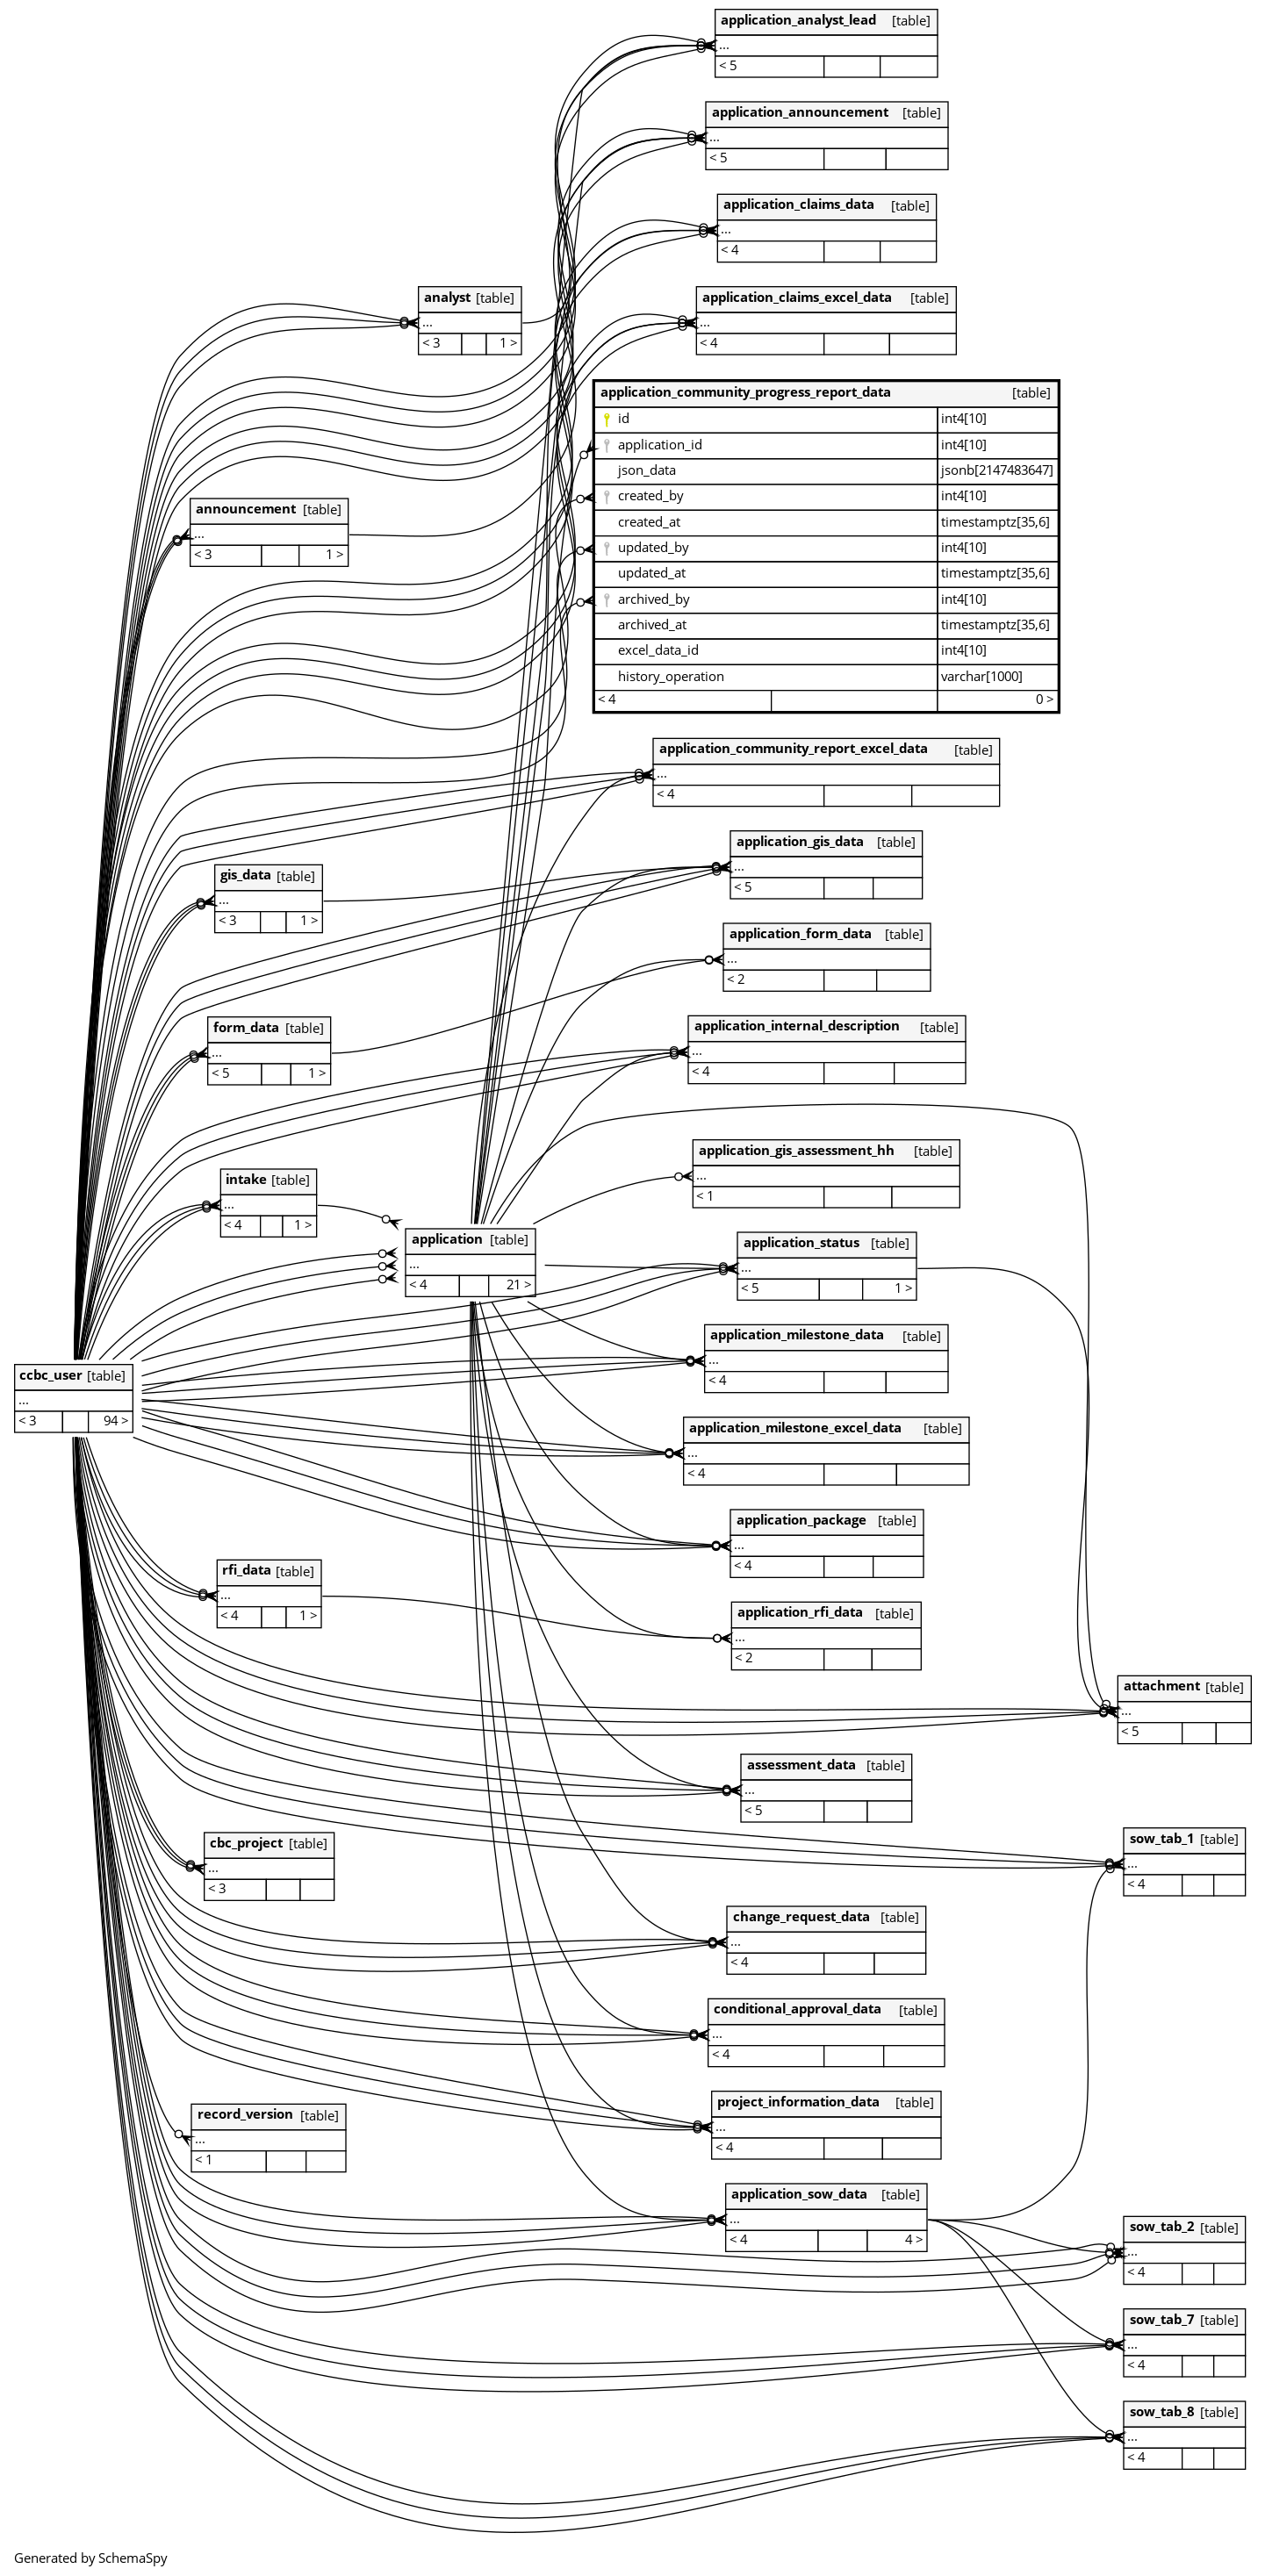 application_analyst_lead [table]
...
< 5
application_announcement [table]
...
< 5
application_claims_data [table]
...
< 4
analyst [table]
...
< 3 1 >
application_claims_excel_data [table]
...
< 4
application_community_progress_report_data [table]
id int4[10]
application_id int4[10]
json_data jsonb[2147483647]
created_by int4[10]
created_at timestamptz[35,6]
updated_by int4[10]
updated_at timestamptz[35,6]
archived_by int4[10]
archived_at timestamptz[35,6]
excel_data_id int4[10]
history_operation varchar[1000]
< 4 0 >
announcement [table]
...
< 3 1 >
application_community_report_excel_data [table]
...
< 4
application_gis_data [table]
...
< 5
gis_data [table]
...
< 3 1 >
application_form_data [table]
...
< 2
form_data [table]
...
< 5 1 >
application_internal_description [table]
...
< 4
application_gis_assessment_hh [table]
...
< 1
intake [table]
...
< 4 1 >
application [table]
...
< 4 21 >
application_status [table]
...
< 5 1 >
application_milestone_data [table]
...
< 4
ccbc_user [table]
...
< 3 94 >
application_milestone_excel_data [table]
...
< 4
application_package [table]
...
< 4
rfi_data [table]
...
< 4 1 >
application_rfi_data [table]
...
< 2
attachment [table]
...
< 5
assessment_data [table]
...
< 5
cbc_project [table]
...
< 3
sow_tab_1 [table]
...
< 4
change_request_data [table]
...
< 4
conditional_approval_data [table]
...
< 4
project_information_data [table]
...
< 4
record_version [table]
...
< 1
application_sow_data [table]
...
< 4 4 >
sow_tab_2 [table]
...
< 4
sow_tab_7 [table]
...
< 4
sow_tab_8 [table]
...
< 4
Generated by SchemaSpy